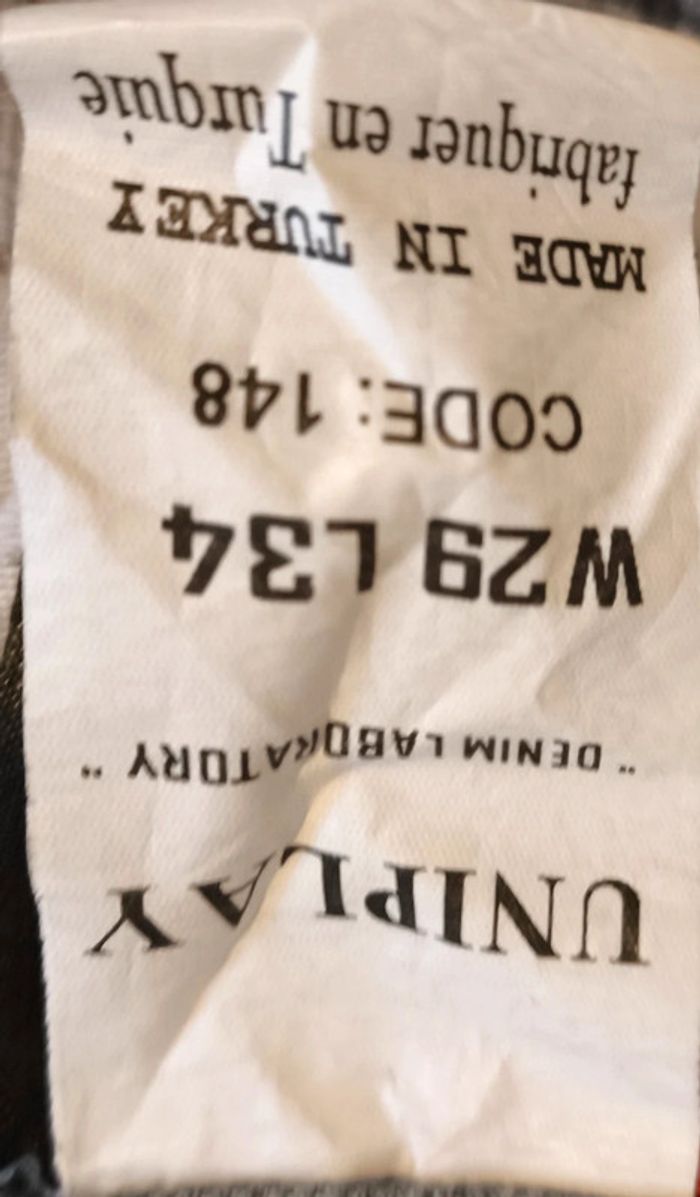 UNIPLAY
" DENIM LABORATORY "
W29 L34
CODE: 148
MADE IN TURKEY
fabriquer en Turquie